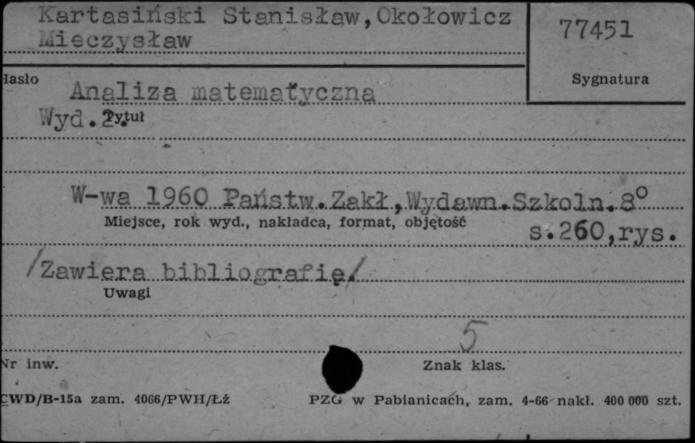 Kartasiński Stanisław,Okołowicz
Mieczysław
77451
Hasło
Sygnatura
Analiza matematyczna
Wyd.2.
Tytuł
W-wa 1960 Państw.Zakł,Wydawn.Szkoln.8°
Miejsce, rok wyd., nakładca, format, objętość
s.260,rys.
/Zawiera bibliografię/
Uwagi
5
Nr inw.
Znak klas.
CWD/B-15a zam. 4066/PWH/Łź
PZG w Pabianicach, zam. 4-66 nakł. 400 000 szt.